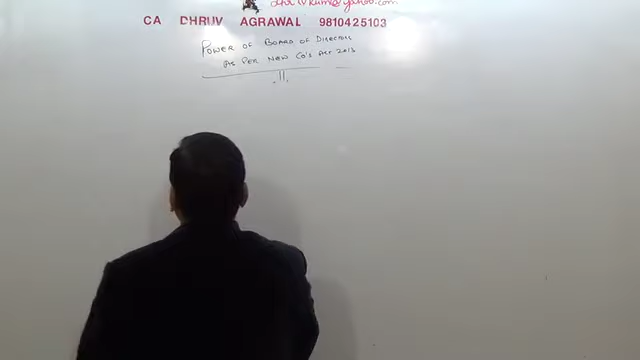 CA DHRUV AGRAWAL 9810425103
POWER OF BOARD OF DIRECTORS
AS PER NEW CO'S ACT 2013